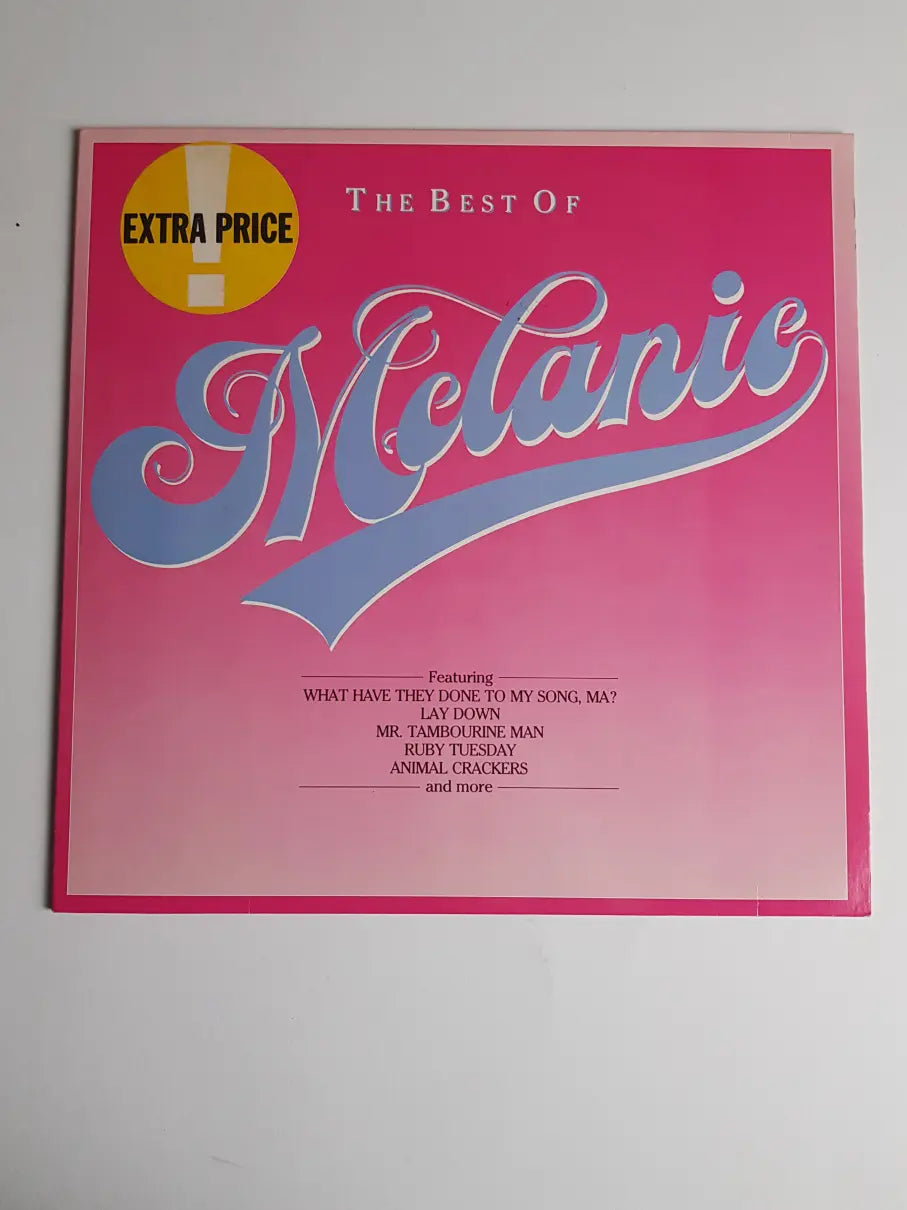 !
EXTRA PRICE
THE BEST OF
Melanie
Featuring
WHAT HAVE THEY DONE TO MY SONG, MA?
LAY DOWN
MR. TAMBOURINE MAN
RUBY TUESDAY
ANIMAL CRACKERS
and more